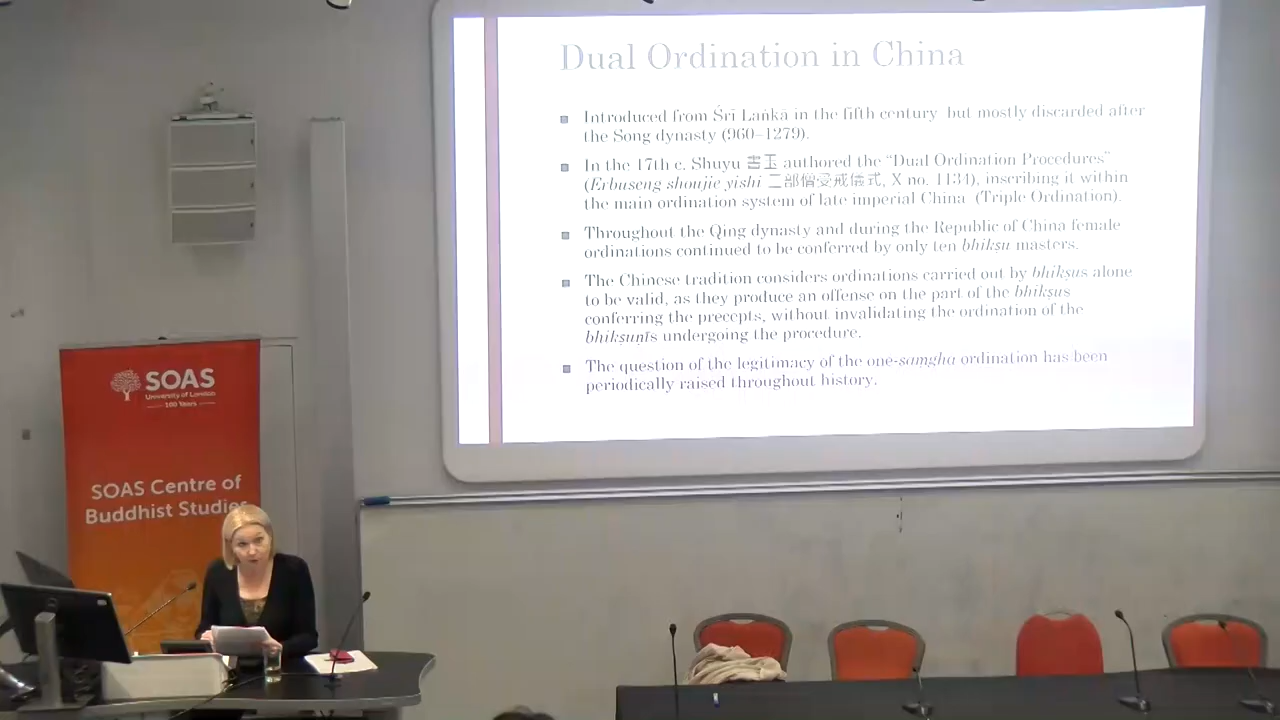 Dual Ordination in China
Introduced from Śrī Laṅkā in the fifth century but mostly discarded after
the Song dynasty (960–1279).
In the 17th c. Shuyu 書玉 authored the “Dual Ordination Procedures”
(Erbuseng shoujie yishi 二部僧受戒儀式, X no. 1134), inscribing it within
the main ordination system of late imperial China (Triple Ordination).
Throughout the Qing dynasty and during the Republic of China female
ordinations continued to be conferred by only ten bhikṣu masters.
The Chinese tradition considers ordinations carried out by bhikṣus alone
to be valid, as they produce an offense on the part of the bhikṣus
conferring the precepts, without invalidating the ordination of the
bhikṣuṇīs undergoing the procedure.
The question of the legitimacy of the one-saṃgha ordination has been
periodically raised throughout history.
SOAS
University of London
100 Years
SOAS Centre of
Buddhist Studies